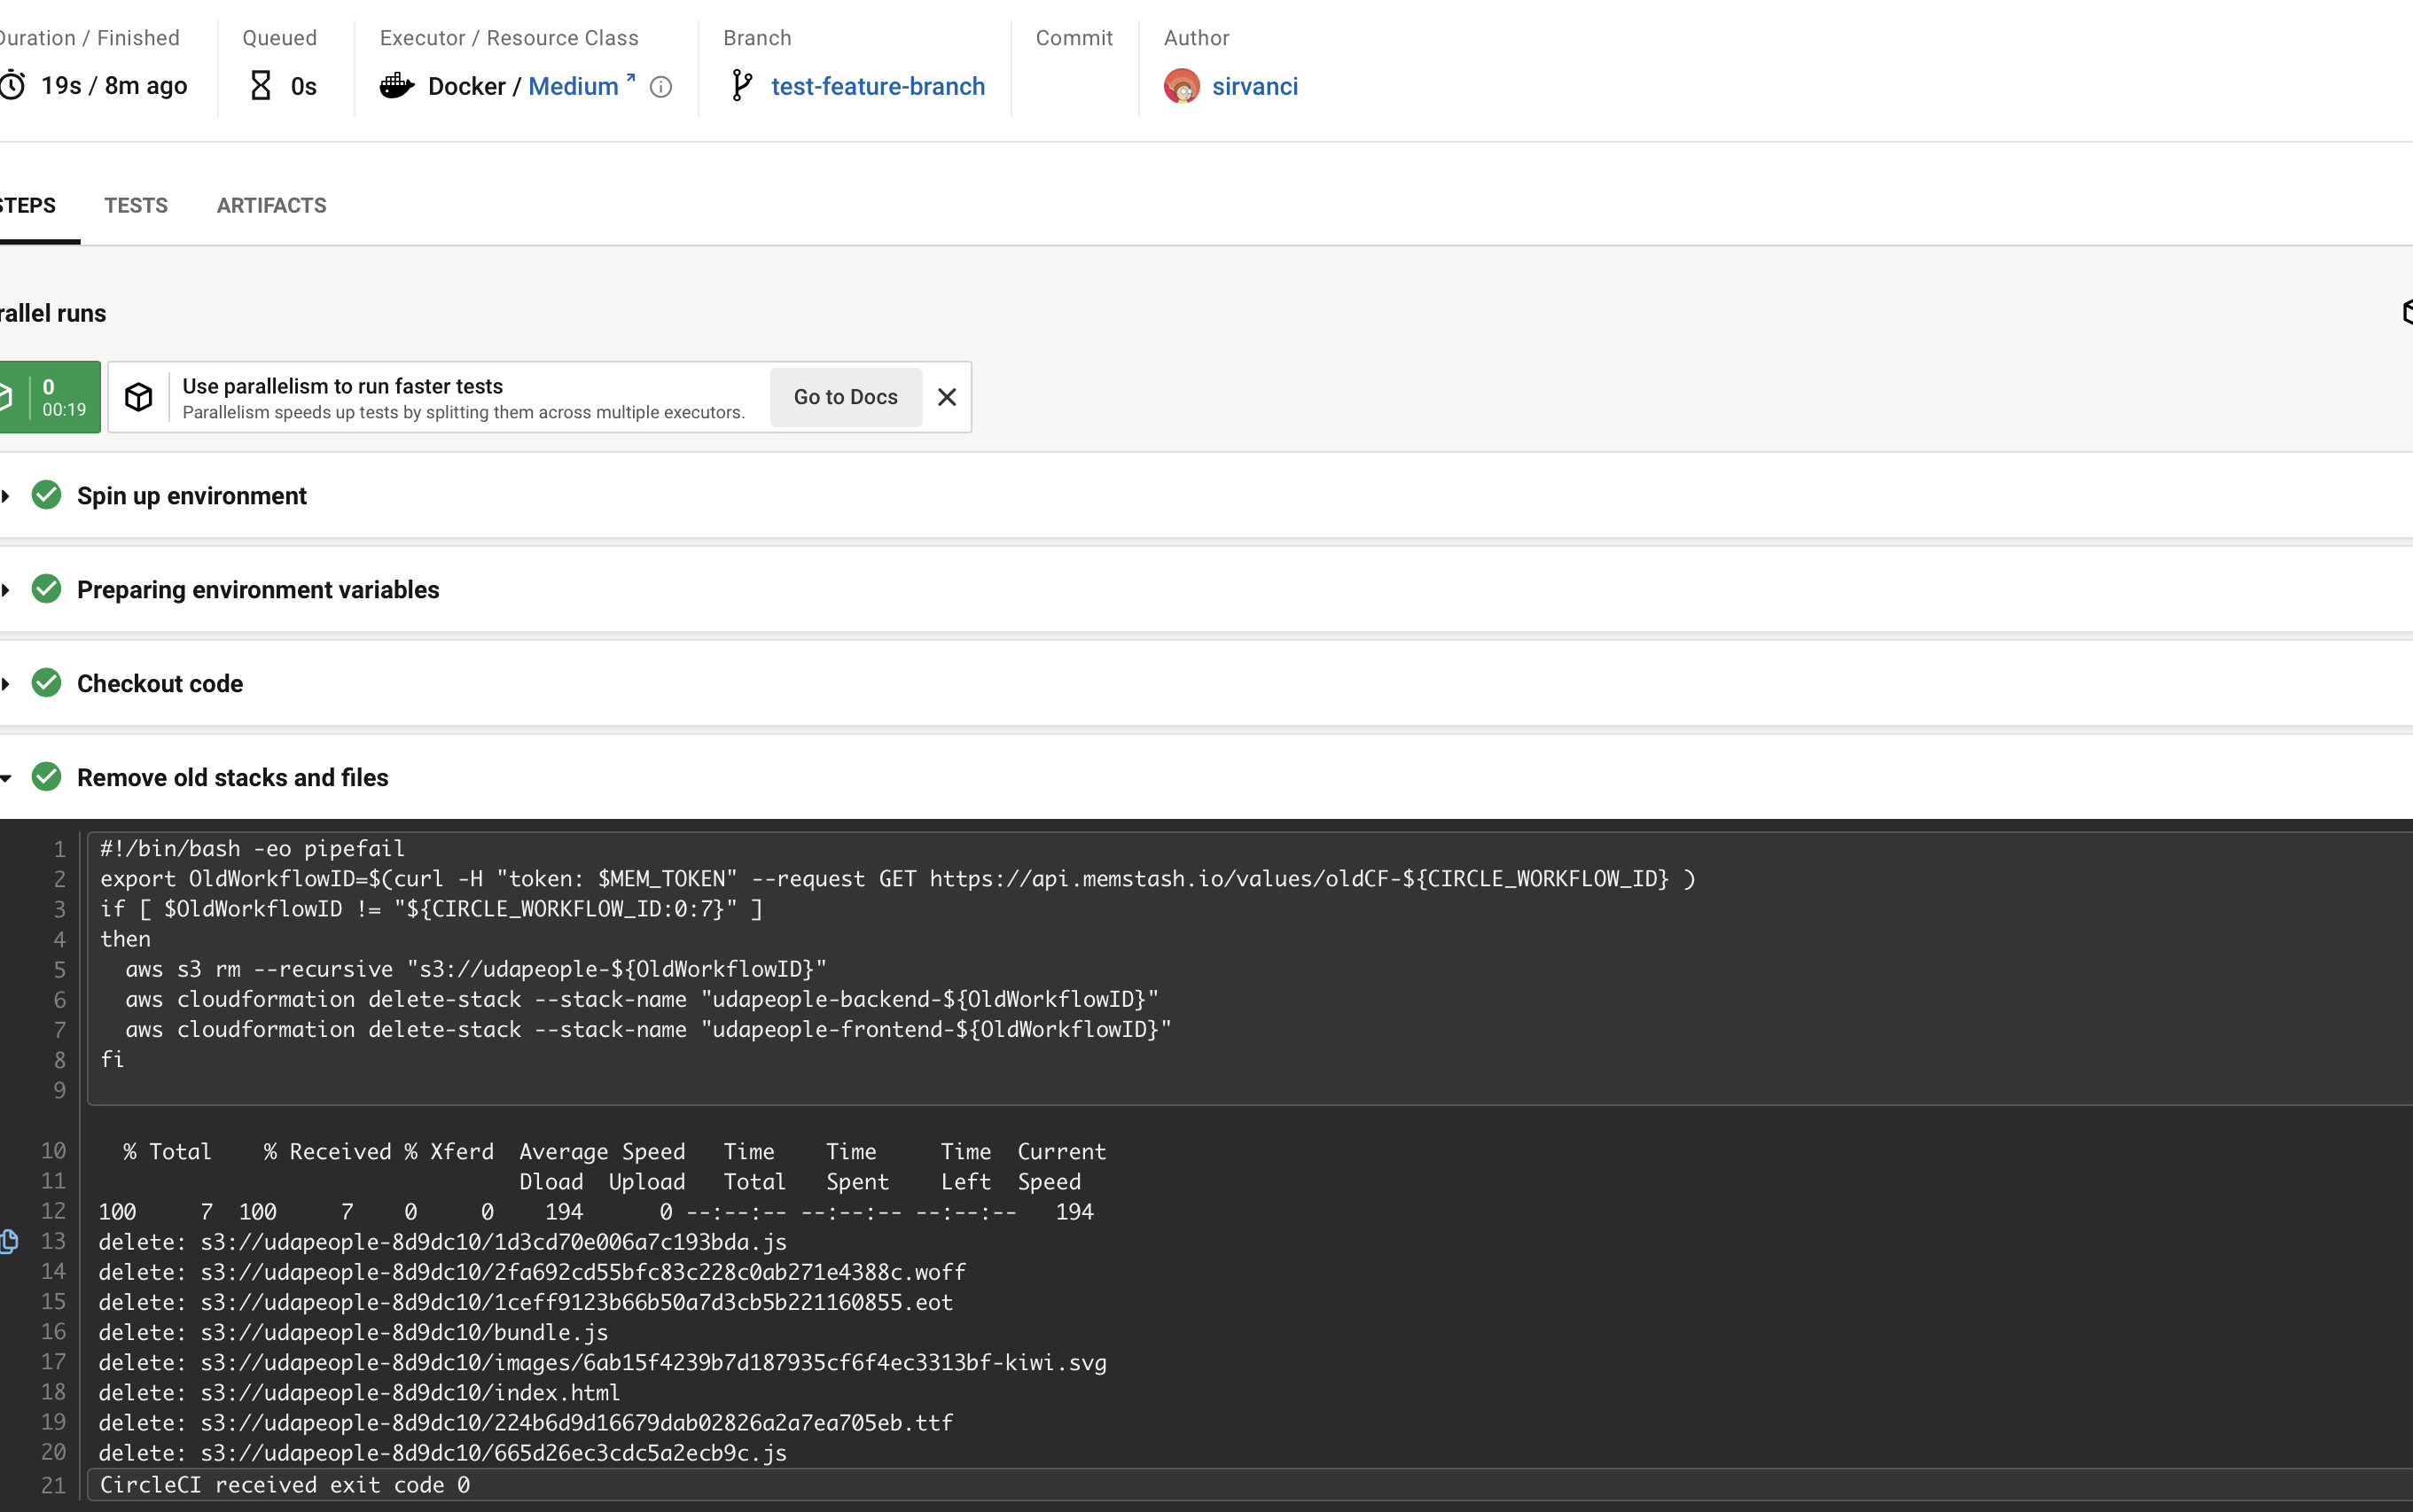 Duration / Finished
Queued
Executor / Resource Class
Branch
Commit
Author
19s / 8m ago
0s
Docker / Medium
test-feature-branch
sirvanci
STEPS
TESTS
ARTIFACTS
rallel runs
0
00:19
Use parallelism to run faster tests
Parallelism speeds up tests by splitting them across multiple executors.
Go to Docs
Spin up environment
Preparing environment variables
Checkout code
Remove old stacks and files
1 #!/bin/bash -eo pipefail
2 export OldWorkflowID=$(curl -H "token: $MEM_TOKEN" --request GET https://api.memstash.io/values/oldCF-${CIRCLE_WORKFLOW_ID} )
3 if [ $OldWorkflowID != "${CIRCLE_WORKFLOW_ID:0:7}" ]
4 then
5   aws s3 rm --recursive "s3://udapeople-${OldWorkflowID}"
6   aws cloudformation delete-stack --stack-name "udapeople-backend-${OldWorkflowID}"
7   aws cloudformation delete-stack --stack-name "udapeople-frontend-${OldWorkflowID}"
8 fi
9
10   % Total    % Received % Xferd  Average Speed   Time    Time     Time  Current
11                                  Dload  Upload   Total   Spent    Left  Speed
12 100     7  100     7    0     0    194      0 --:--:-- --:--:-- --:--:--   194
13 delete: s3://udapeople-8d9dc10/1d3cd70e006a7c193bda.js
14 delete: s3://udapeople-8d9dc10/2fa692cd55bfc83c228c0ab271e4388c.woff
15 delete: s3://udapeople-8d9dc10/1ceff9123b66b50a7d3cb5b221160855.eot
16 delete: s3://udapeople-8d9dc10/bundle.js
17 delete: s3://udapeople-8d9dc10/images/6ab15f4239b7d187935cf6f4ec3313bf-kiwi.svg
18 delete: s3://udapeople-8d9dc10/index.html
19 delete: s3://udapeople-8d9dc10/224b6d9d16679dab02826a2a7ea705eb.ttf
20 delete: s3://udapeople-8d9dc10/665d26ec3cdc5a2ecb9c.js
21 CircleCI received exit code 0